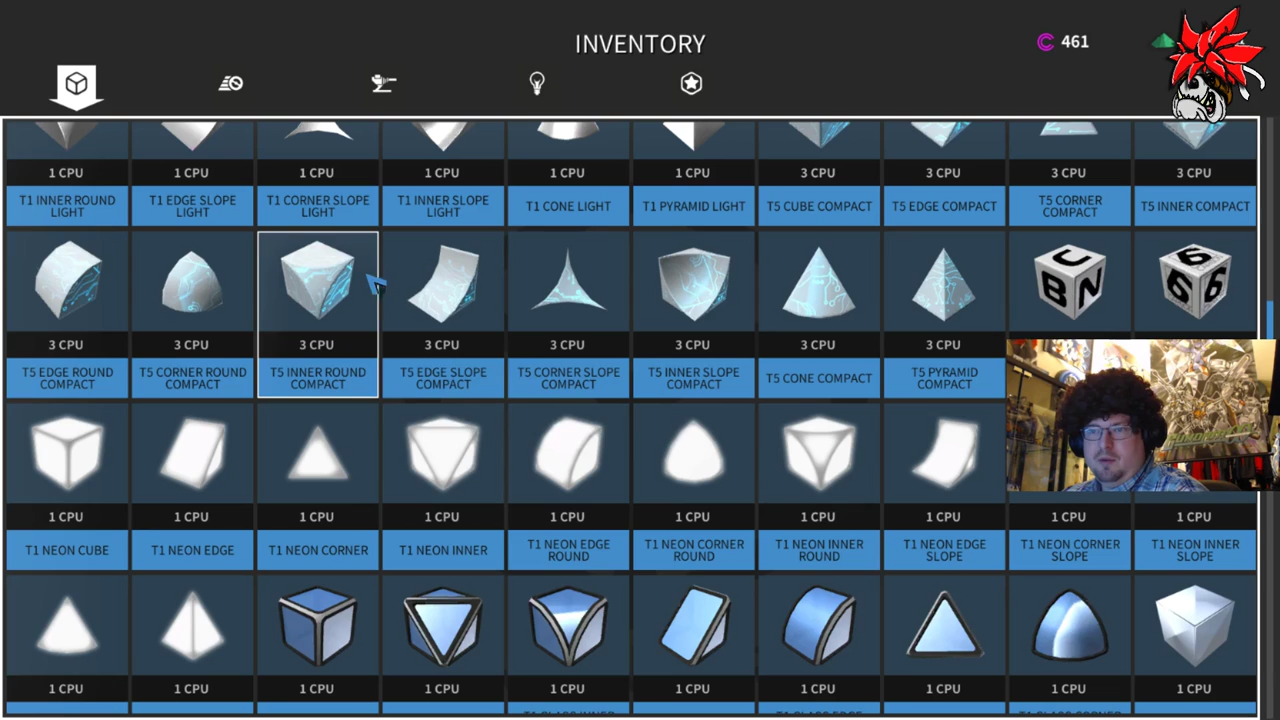 INVENTORY
461
1 CPU 1 CPU 1 CPU 1 CPU 1 CPU 1 CPU 3 CPU 3 CPU 3 CPU 3 CPU
T1 INNER ROUND LIGHT
T1 EDGE SLOPE LIGHT
T1 CORNER SLOPE LIGHT
T1 INNER SLOPE LIGHT
T1 CONE LIGHT
T1 PYRAMID LIGHT
T5 CUBE COMPACT
T5 EDGE COMPACT
T5 CORNER COMPACT
T5 INNER COMPACT
C B N
6 6 6
3 CPU 3 CPU 3 CPU 3 CPU 3 CPU 3 CPU 3 CPU 3 CPU
T5 EDGE ROUND COMPACT
T5 CORNER ROUND COMPACT
T5 INNER ROUND COMPACT
T5 EDGE SLOPE COMPACT
T5 CORNER SLOPE COMPACT
T5 INNER SLOPE COMPACT
T5 CONE COMPACT
T5 PYRAMID COMPACT
1 CPU 1 CPU 1 CPU 1 CPU 1 CPU 1 CPU 1 CPU 1 CPU 1 CPU 1 CPU
T1 NEON CUBE
T1 NEON EDGE
T1 NEON CORNER
T1 NEON INNER
T1 NEON EDGE ROUND
T1 NEON CORNER ROUND
T1 NEON INNER ROUND
T1 NEON EDGE SLOPE
T1 NEON CORNER SLOPE
T1 NEON INNER SLOPE
1 CPU 1 CPU 1 CPU 1 CPU 1 CPU 1 CPU 1 CPU 1 CPU 1 CPU 1 CPU